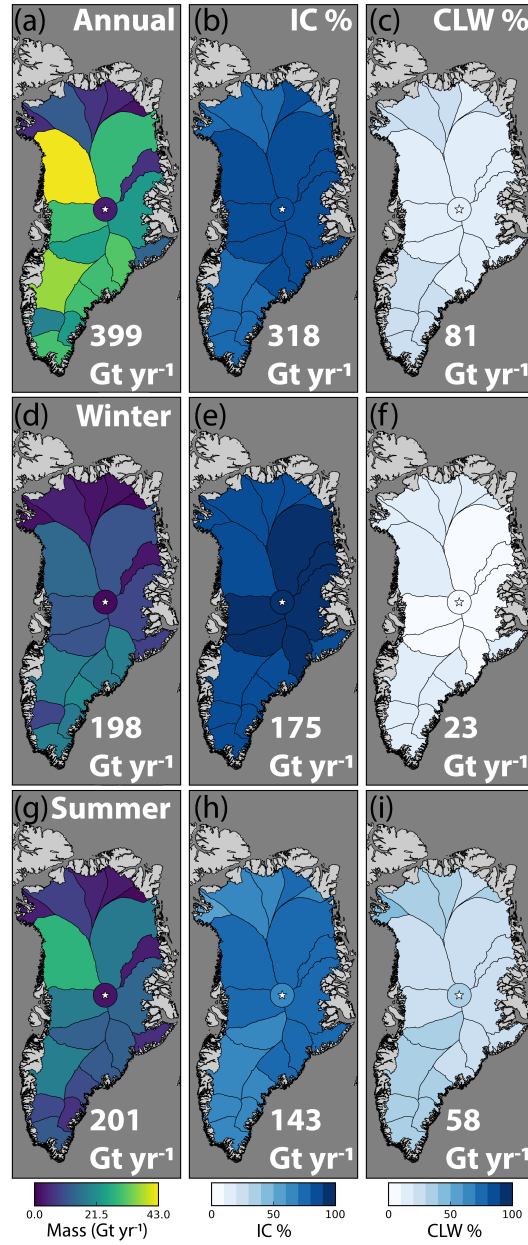 (a) Annual
(b) IC %
(c) CLW %
399
Gt yr⁻¹
318
Gt yr⁻¹
81
Gt yr⁻¹
(d) Winter
(e)
(f)
198
Gt yr⁻¹
175
Gt yr⁻¹
23
Gt yr⁻¹
(g) Summer
(h)
(i)
201
Gt yr⁻¹
143
Gt yr⁻¹
58
Gt yr⁻¹
0.0 21.5 43.0
Mass (Gt yr⁻¹)
0 50 100
IC %
0 50 100
CLW %